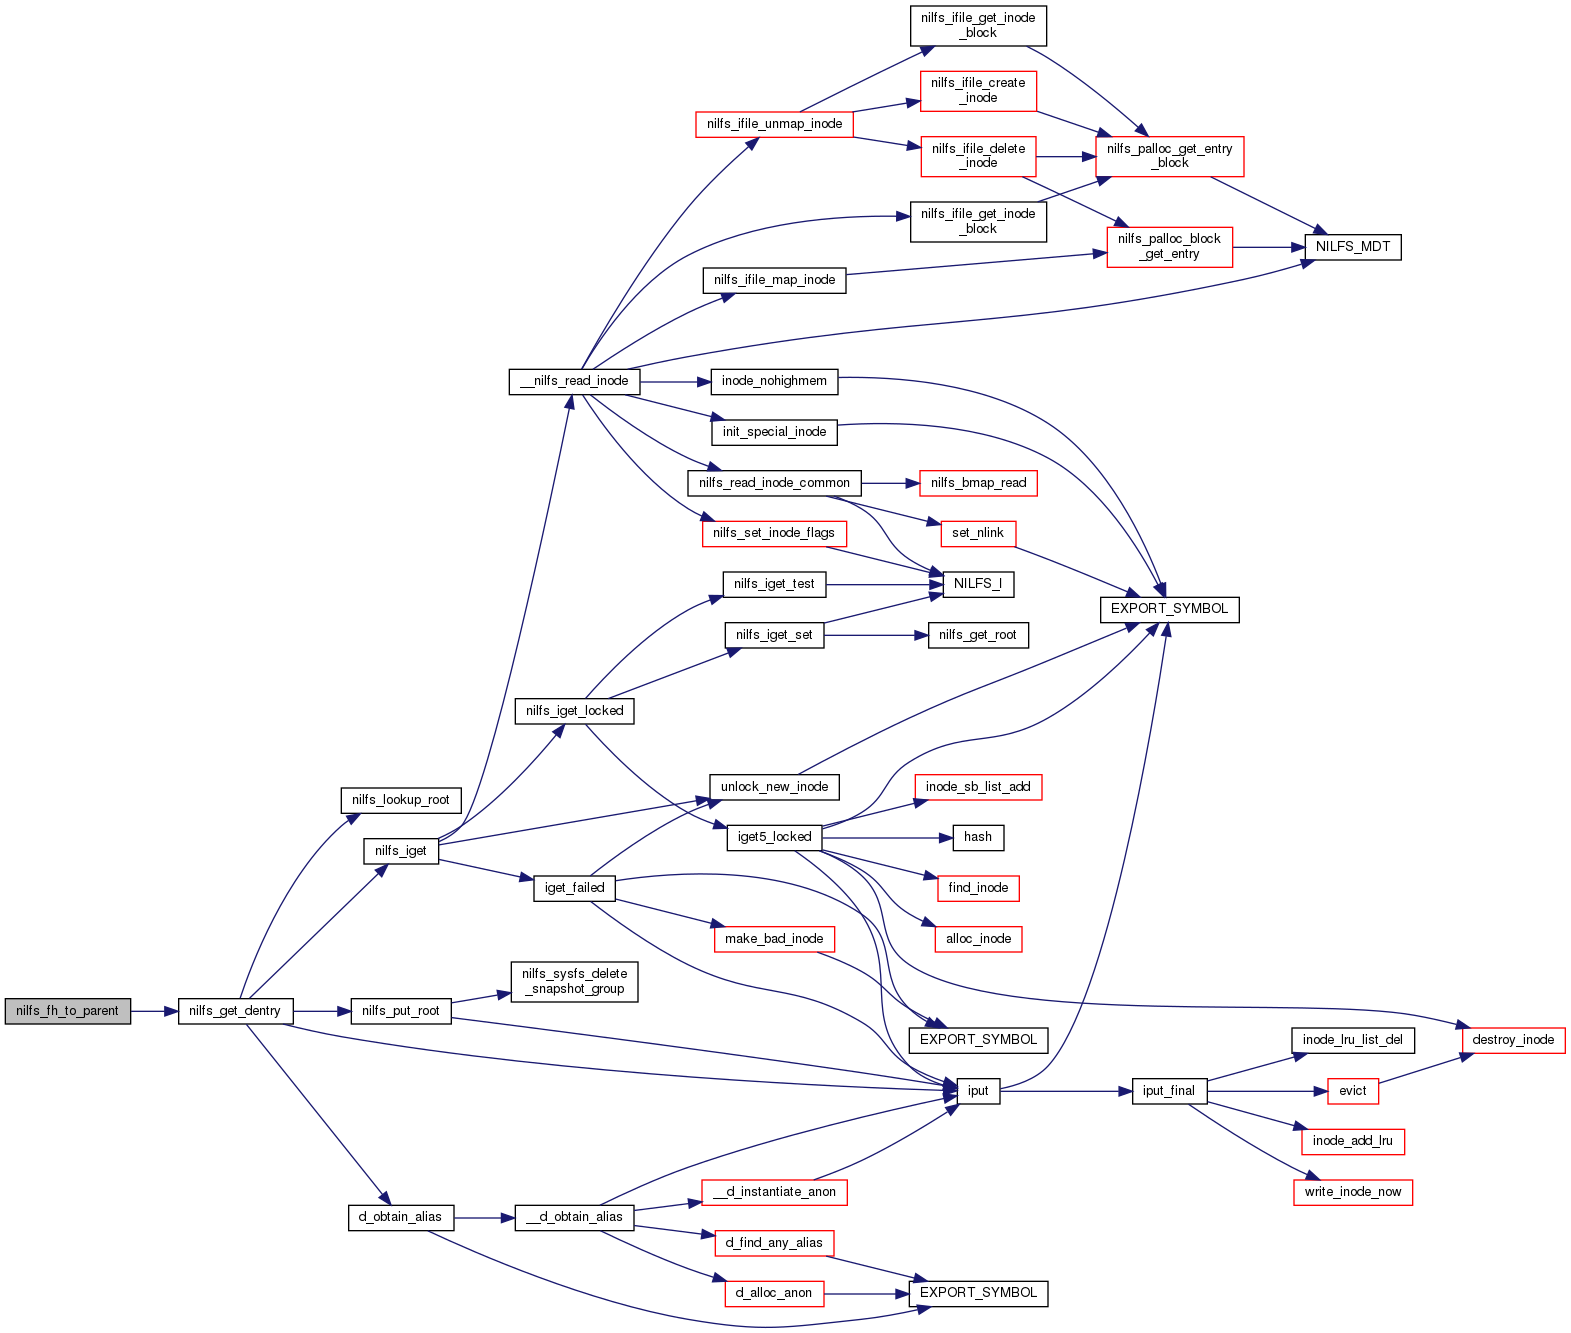 nilfs_ifile_get_inode
_block
nilfs_ifile_create
_inode
nilfs_ifile_unmap_inode
nilfs_ifile_delete
_inode
nilfs_palloc_get_entry
_block
nilfs_ifile_get_inode
_block
nilfs_palloc_block
_get_entry
NILFS_MDT
nilfs_ifile_map_inode
__nilfs_read_inode
inode_nohighmem
init_special_inode
nilfs_read_inode_common
nilfs_bmap_read
nilfs_set_inode_flags
set_nlink
nilfs_iget_test
NILFS_I
EXPORT_SYMBOL
nilfs_iget_set
nilfs_get_root
nilfs_iget_locked
unlock_new_inode
inode_sb_list_add
nilfs_lookup_root
iget5_locked
hash
nilfs_iget
iget_failed
find_inode
make_bad_inode
alloc_inode
nilfs_sysfs_delete
_snapshot_group
nilfs_fh_to_parent
nilfs_get_dentry
nilfs_put_root
EXPORT_SYMBOL
inode_lru_list_del
destroy_inode
iput
iput_final
evict
inode_add_lru
__d_instantiate_anon
write_inode_now
d_obtain_alias
__d_obtain_alias
d_find_any_alias
d_alloc_anon
EXPORT_SYMBOL